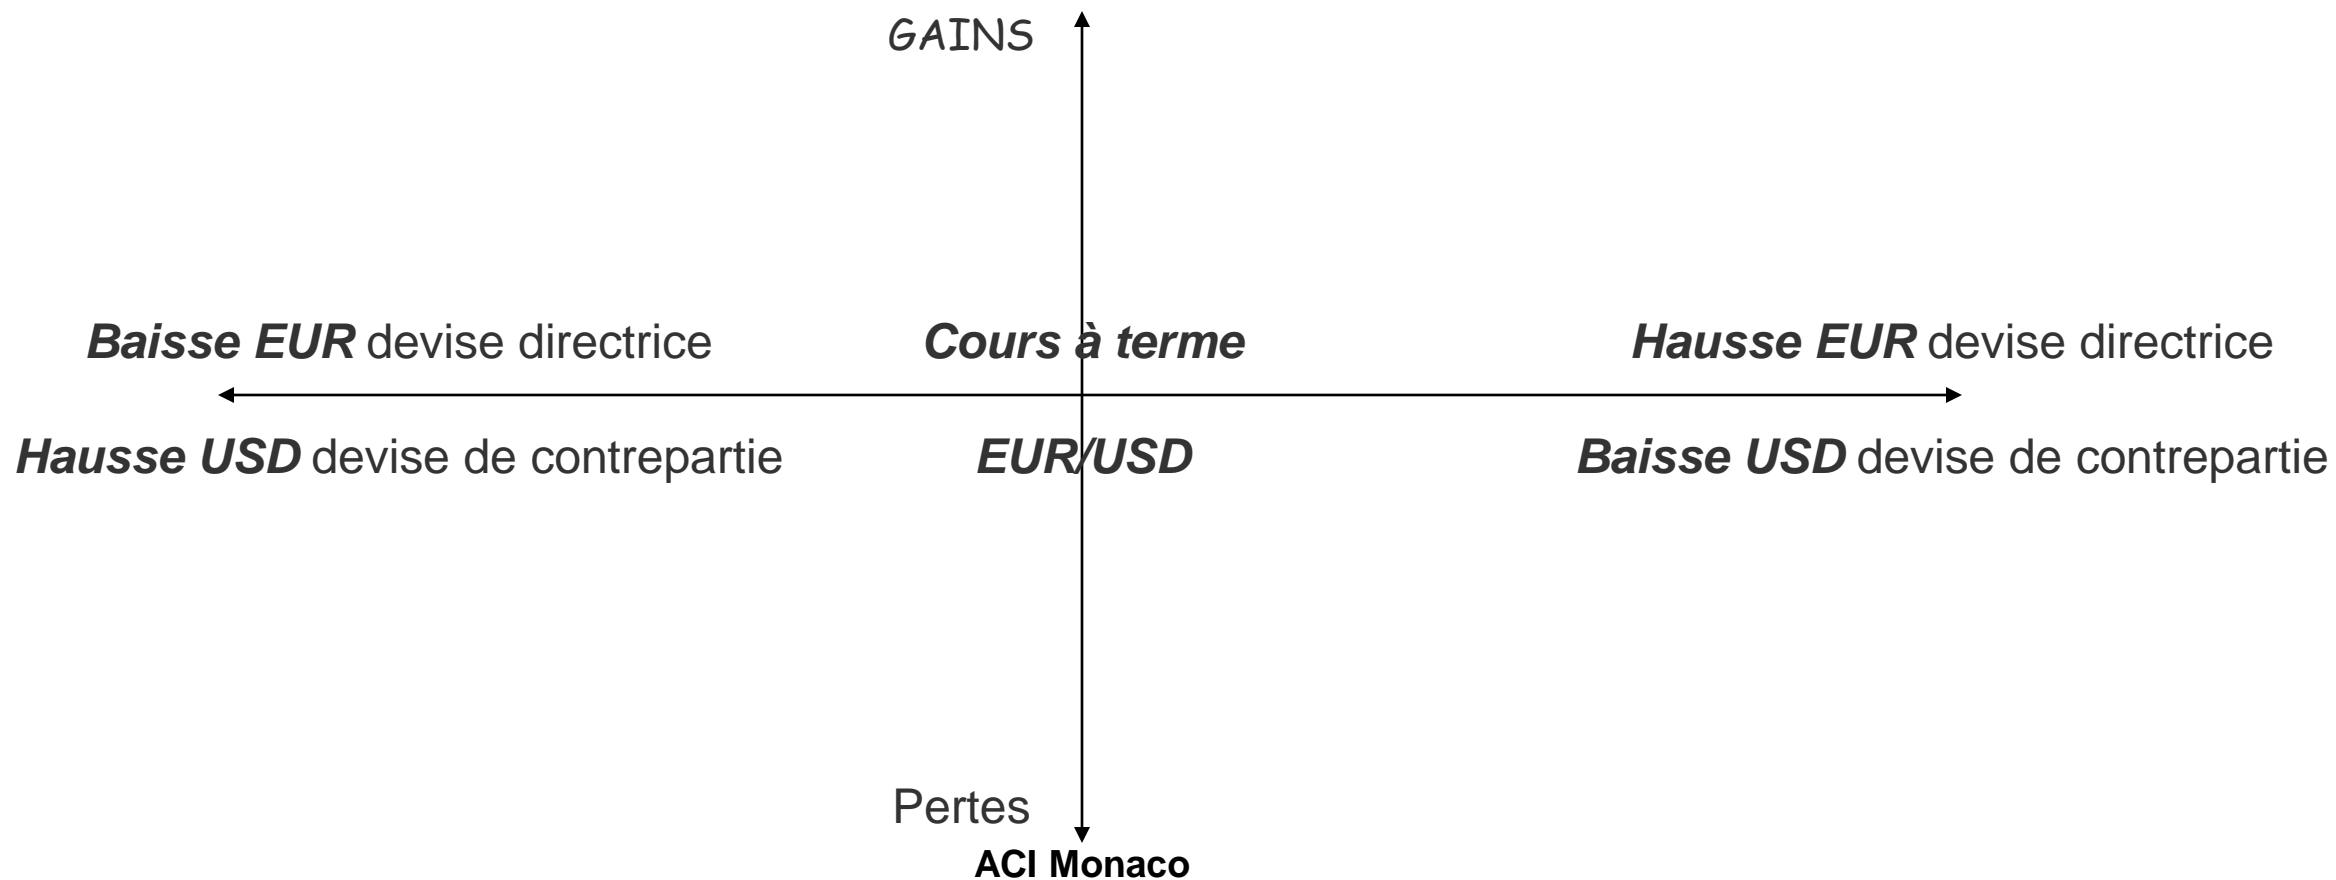 GAINS
Baisse EUR devise directrice
Cours à terme
Hausse EUR devise directrice
Hausse USD devise de contrepartie
EUR/USD
Baisse USD devise de contrepartie
Pertes
ACI Monaco